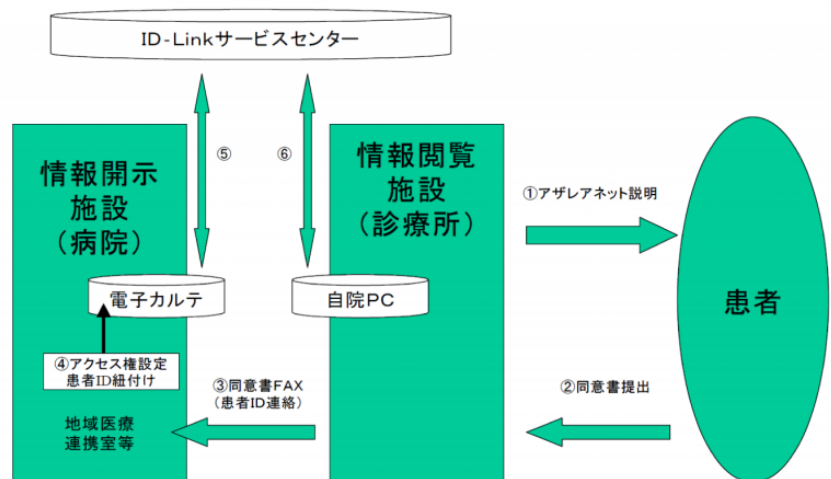 ID-Linkサービスセンター
⑤
⑥
情報開示
施設
（病院）
情報閲覧
施設
（診療所）
①アザレアネット説明
電子カルテ
自院PC
患者
④アクセス権設定
患者ID紐付け
③同意書FAX
（患者ID連絡）
②同意書提出
地域医療
連携室等